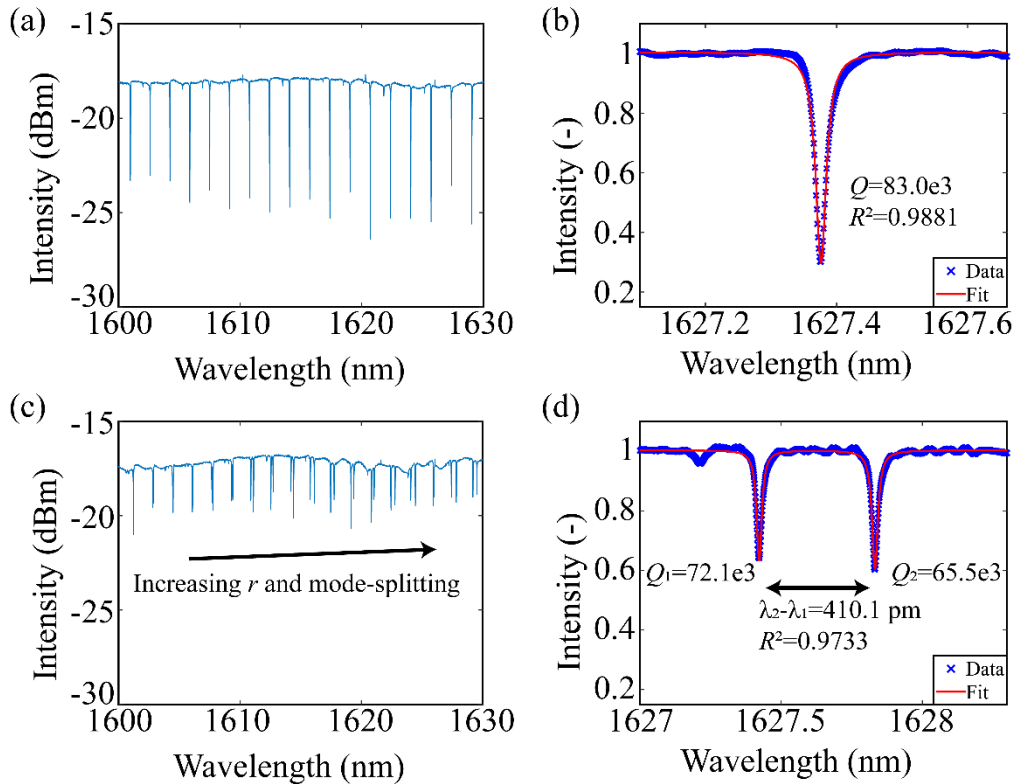 (a)
-15
-20
-25
-30
Intensity (dBm)
1600 1610 1620 1630
Wavelength (nm)
(b)
1
0.8
0.6
0.4
0.2
Intensity (-)
Q=83.0e3
R²=0.9881
Data
Fit
1627.2 1627.4 1627.6
Wavelength (nm)
(c)
-15
-20
-25
-30
Intensity (dBm)
Increasing r and mode-splitting
1600 1610 1620 1630
Wavelength (nm)
(d)
1
0.8
0.6
0.4
0.2
Intensity (-)
Q₁=72.1e3
Q₂=65.5e3
λ₂-λ₁=410.1 pm
R²=0.9733
Data
Fit
1627 1627.5 1628
Wavelength (nm)